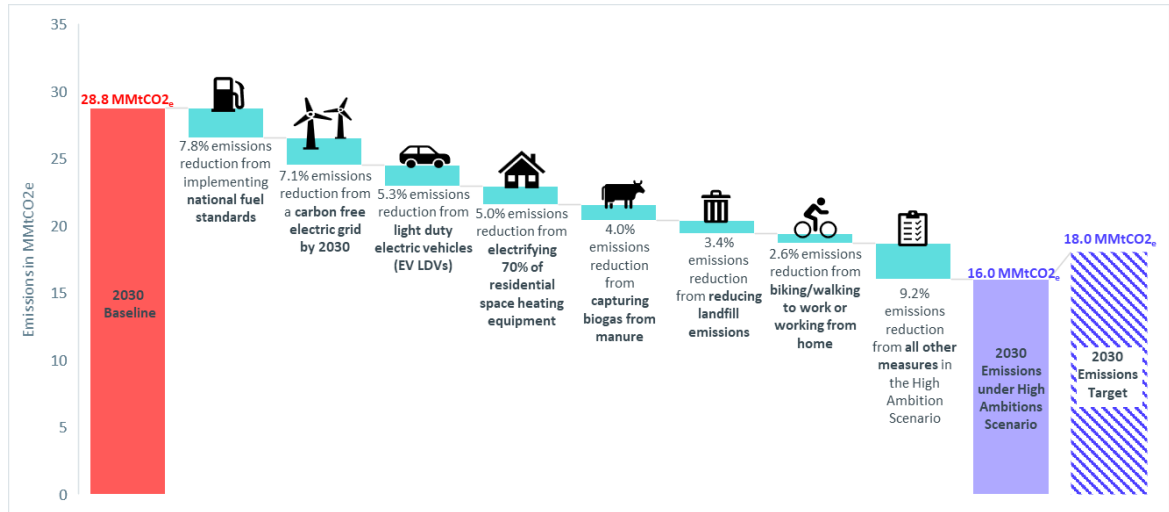 Emissions in MMtCO2e
35
30
25
20
15
10
5
0
28.8 MMtCO2e
2030
Baseline
7.8% emissions
reduction from
implementing
national fuel
standards
7.1% emissions
reduction from
a carbon free
electric grid
by 2030
5.3% emissions
reduction from
light duty
electric vehicles
(EV LDVs)
5.0% emissions
reduction from
electrifying
70% of
residential
space heating
equipment
4.0%
emissions
reduction
from
capturing
biogas from
manure
3.4%
emissions
reduction
from reducing
landfill
emissions
2.6% emissions
reduction from
biking/walking
to work or
working from
home
9.2%
emissions
reduction
from all other
measures in
the High
Ambition
Scenario
16.0 MMtCO2e
2030
Emissions
under High
Ambitions
Scenario
18.0 MMtCO2e
2030
Emissions
Target